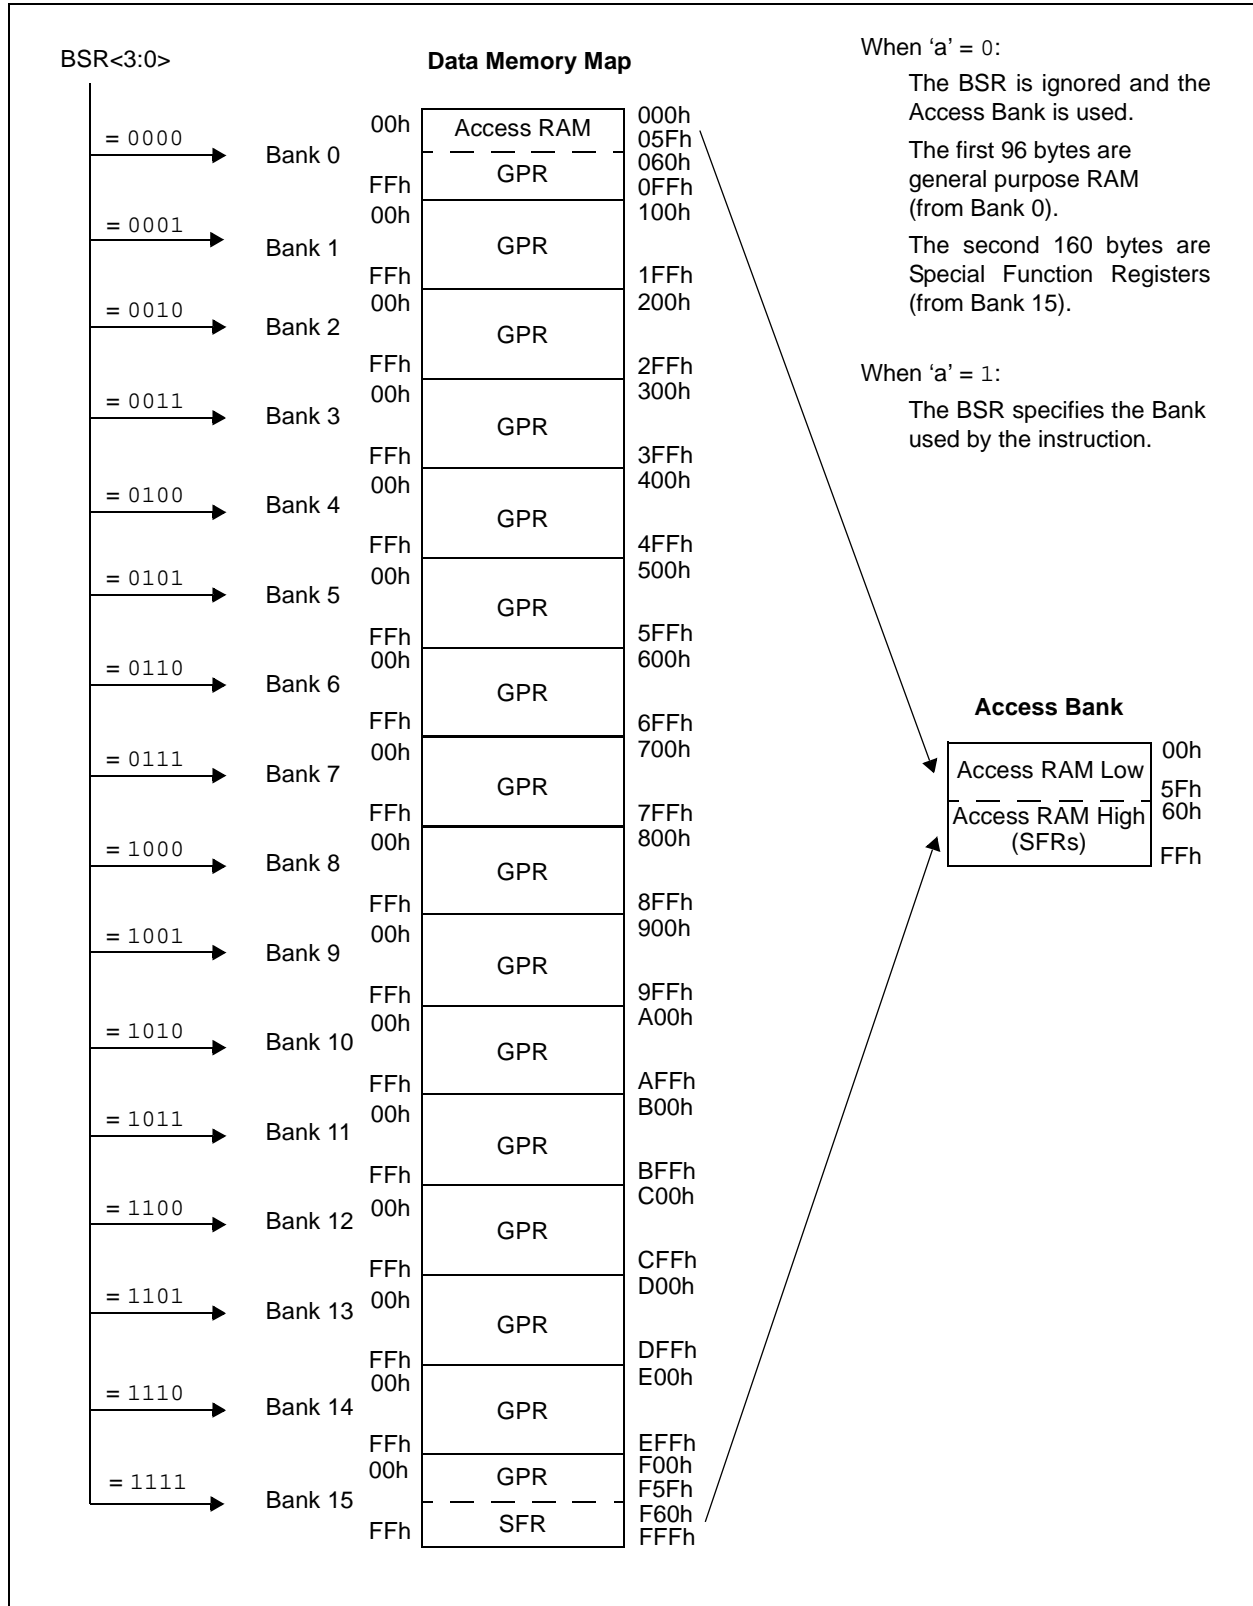 BSR<3:0>
Data Memory Map
When ‘a’ = 0:
The BSR is ignored and the
Access Bank is used.
The first 96 bytes are
general purpose RAM
(from Bank 0).
The second 160 bytes are
Special Function Registers
(from Bank 15).
When ‘a’ = 1:
The BSR specifies the Bank
used by the instruction.
= 0000
Bank 0
00h
Access RAM
000h
05Fh
060h
GPR
FFh
0FFh
= 0001
Bank 1
00h
100h
GPR
FFh
1FFh
= 0010
Bank 2
00h
200h
GPR
FFh
2FFh
= 0011
Bank 3
00h
300h
GPR
FFh
3FFh
= 0100
Bank 4
00h
400h
GPR
FFh
4FFh
= 0101
Bank 5
00h
500h
GPR
FFh
5FFh
= 0110
Bank 6
00h
600h
GPR
FFh
6FFh
= 0111
Bank 7
00h
700h
GPR
FFh
7FFh
= 1000
Bank 8
00h
800h
GPR
FFh
8FFh
= 1001
Bank 9
00h
900h
GPR
FFh
9FFh
= 1010
Bank 10
00h
A00h
GPR
FFh
AFFh
= 1011
Bank 11
00h
B00h
GPR
FFh
BFFh
= 1100
Bank 12
00h
C00h
GPR
FFh
CFFh
= 1101
Bank 13
00h
D00h
GPR
FFh
DFFh
= 1110
Bank 14
00h
E00h
GPR
FFh
EFFh
= 1111
Bank 15
00h
F00h
GPR
F5Fh
F60h
SFR
FFh
FFFh
Access Bank
Access RAM Low
00h
5Fh
Access RAM High
(SFRs)
60h
FFh